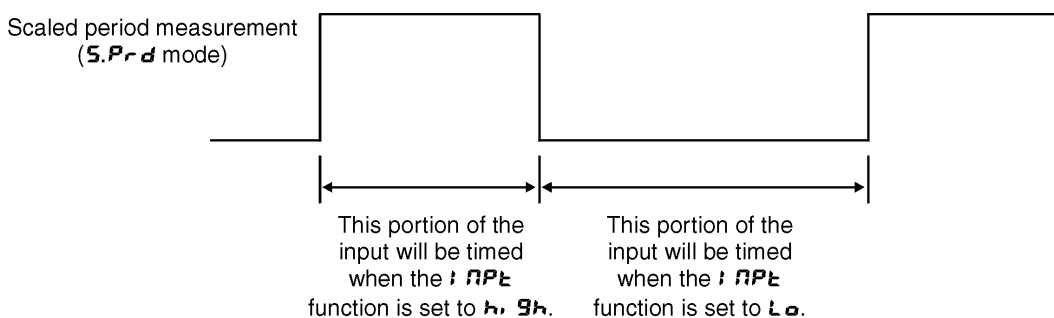 Scaled period measurement
(S.Prd mode)
This portion of the
input will be timed
when the INPt
function is set to high.
This portion of the
input will be timed
when the INPt
function is set to Lo.